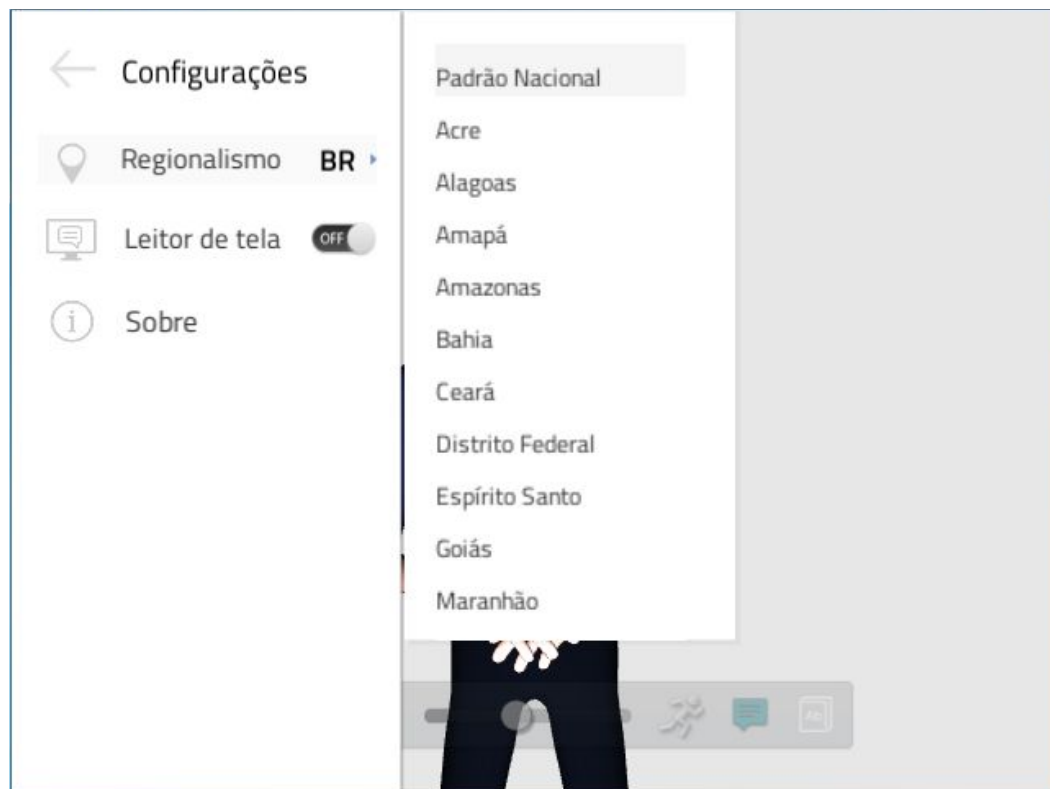 Configurações
Regionalismo BR
Leitor de tela OFF
i Sobre
Padrão Nacional
Acre
Alagoas
Amapá
Amazonas
Bahia
Ceará
Distrito Federal
Espírito Santo
Goiás
Maranhão